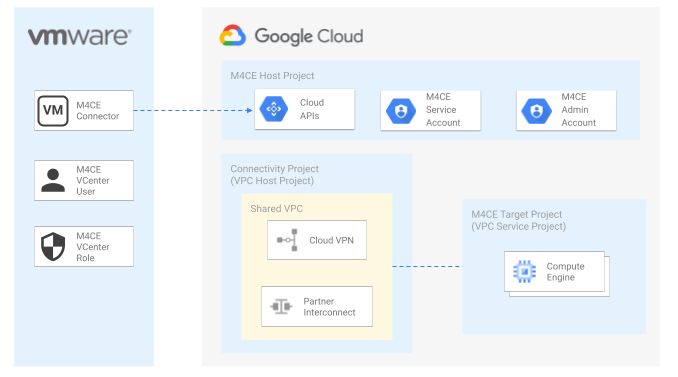 vmware®
Google Cloud
M4CE Host Project
VM
M4CE
Connector
Cloud
APIs
M4CE
Service
Account
M4CE
Admin
Account
M4CE
VCenter
User
M4CE
VCenter
Role
Connectivity Project
(VPC Host Project)
Shared VPC
Cloud VPN
Partner
Interconnect
M4CE Target Project
(VPC Service Project)
Compute
Engine